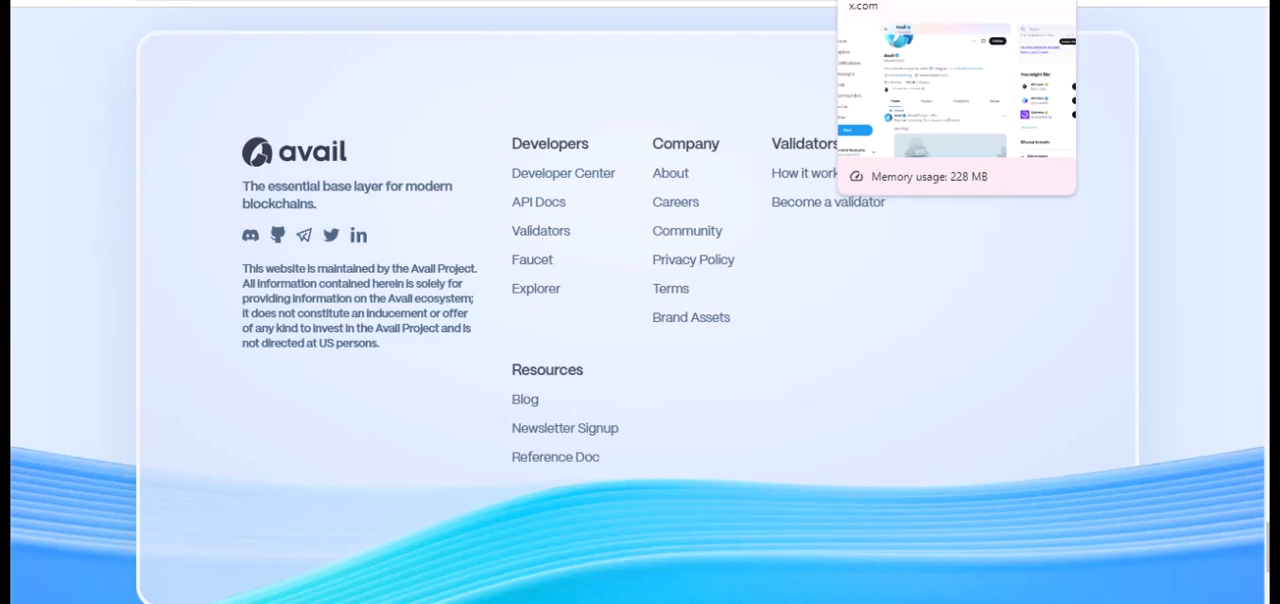 x.com
Memory usage: 228 MB
avail
The essential base layer for modern
blockchains.
This website is maintained by the Avail Project.
All information contained herein is solely for
providing information on the Avail ecosystem;
it does not constitute an inducement or offer
of any kind to invest in the Avail Project and is
not directed at US persons.
Developers
Developer Center
API Docs
Validators
Faucet
Explorer
Company
About
Careers
Community
Privacy Policy
Terms
Brand Assets
Validators
How it work
Become a validator
Resources
Blog
Newsletter Signup
Reference Doc